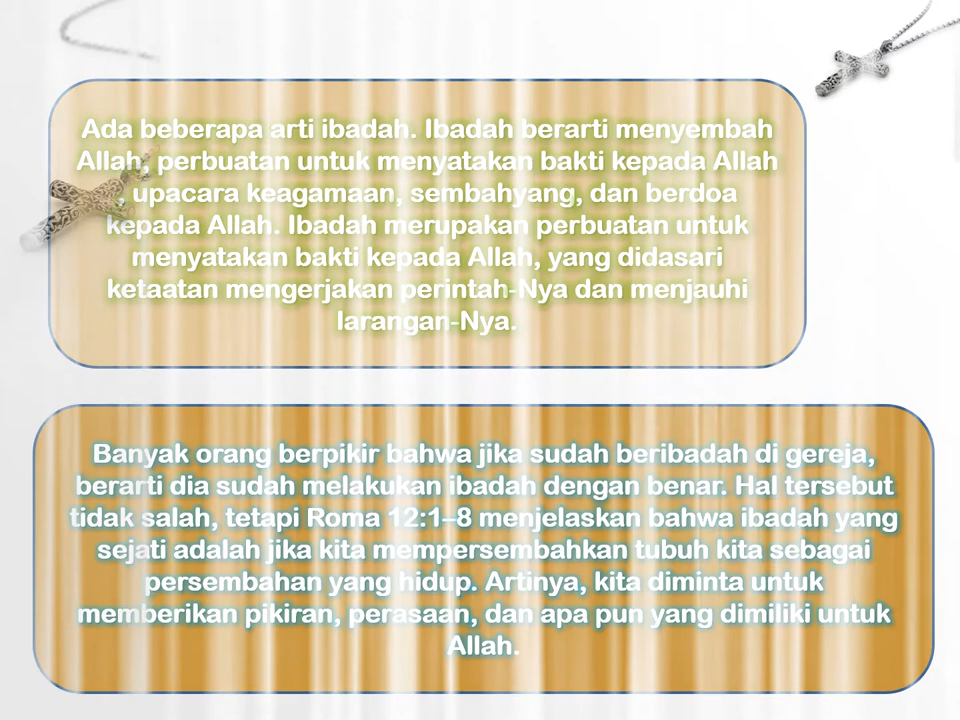 Ada beberapa arti ibadah. Ibadah berarti menyembah
Allah, perbuatan untuk menyatakan bakti kepada Allah
, upacara keagamaan, sembahyang, dan berdoa
kepada Allah. Ibadah merupakan perbuatan untuk
menyatakan bakti kepada Allah, yang didasari
ketaatan mengerjakan perintah-Nya dan menjauhi
larangan-Nya.
Banyak orang berpikir bahwa jika sudah beribadah di gereja,
berarti dia sudah melakukan ibadah dengan benar. Hal tersebut
tidak salah, tetapi Roma 12:1–8 menjelaskan bahwa ibadah yang
sejati adalah jika kita mempersembahkan tubuh kita sebagai
persembahan yang hidup. Artinya, kita diminta untuk
memberikan pikiran, perasaan, dan apa pun yang dimiliki untuk
Allah.